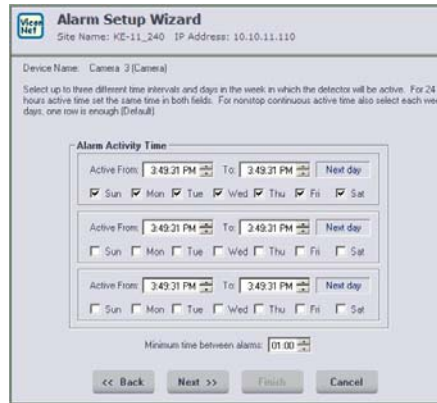 Vicon
Net
Alarm Setup Wizard
Site Name: KE-11_240 IP Address: 10.10.11.110
Device Name: Camera 3 (Camera)
Select up to three different time intervals and days in the week in which the detector will be active. For 24
hours active time set the same time in both fields. For nonstop continuous active time also select each wee
days, one row is enough (Default)
Alarm Activity Time
Active From: 3:49:31 PM To: 3:49:31 PM Next day
Sun Mon Tue Wed Thu Fri Sat
Active From: 3:49:31 PM To: 3:49:31 PM Next day
Sun Mon Tue Wed Thu Fri Sat
Active From: 3:49:31 PM To: 3:49:31 PM Next day
Sun Mon Tue Wed Thu Fri Sat
Minimum time between alarms: 01:00
<< Back Next >> Finish Cancel